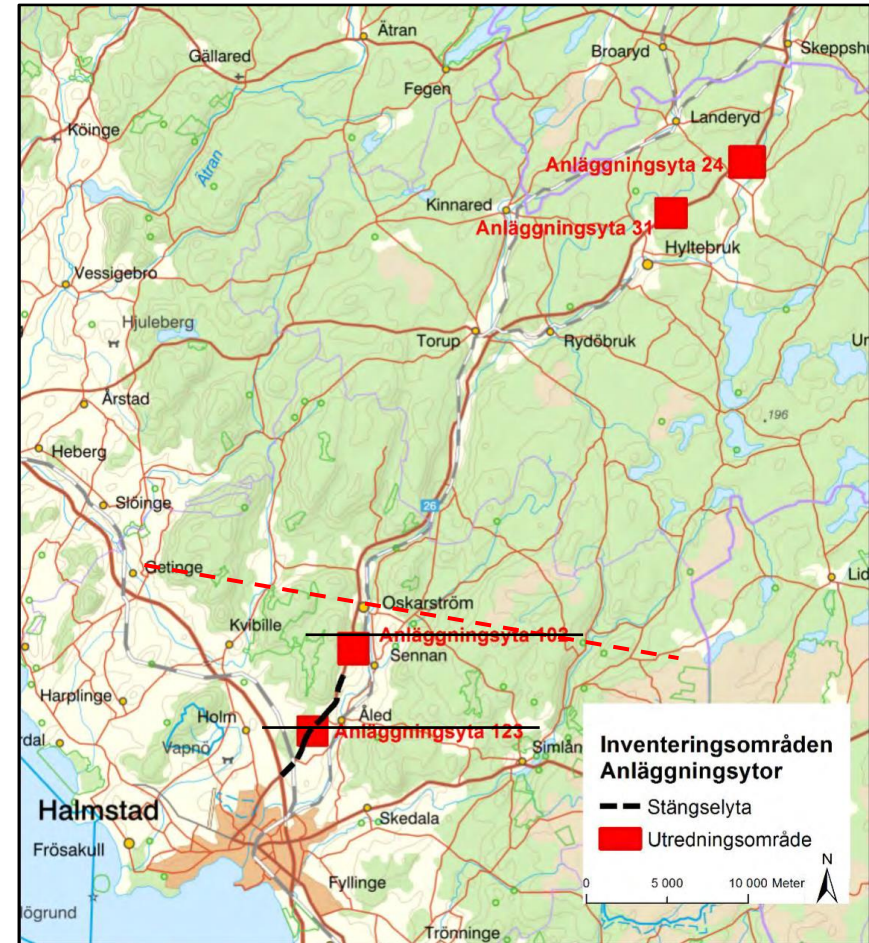 Ätran
Gällared
Broaryd
Fegen
Landeryd
Köinge
Ätran
Anläggningsyta 24
Kinnared
Anläggningsyta 31
Hyltebruk
Vessigebro
Hjuleberg
Torup
Rydöbruk
Årstad
196
Heberg
Slöinge
26
Getinge
Oskarström
Kvibille
Anläggningsyta 102
Sennan
Harplinge
Holm
Åled
Vapnö
Anläggningsyta 123
Inventeringsområden
Anläggningsytor
Stängselyta
Utredningsområde
Halmstad
Skedala
Frösakull
N
0 5 000 10 000 Meter
Fyllinge
Trönninge